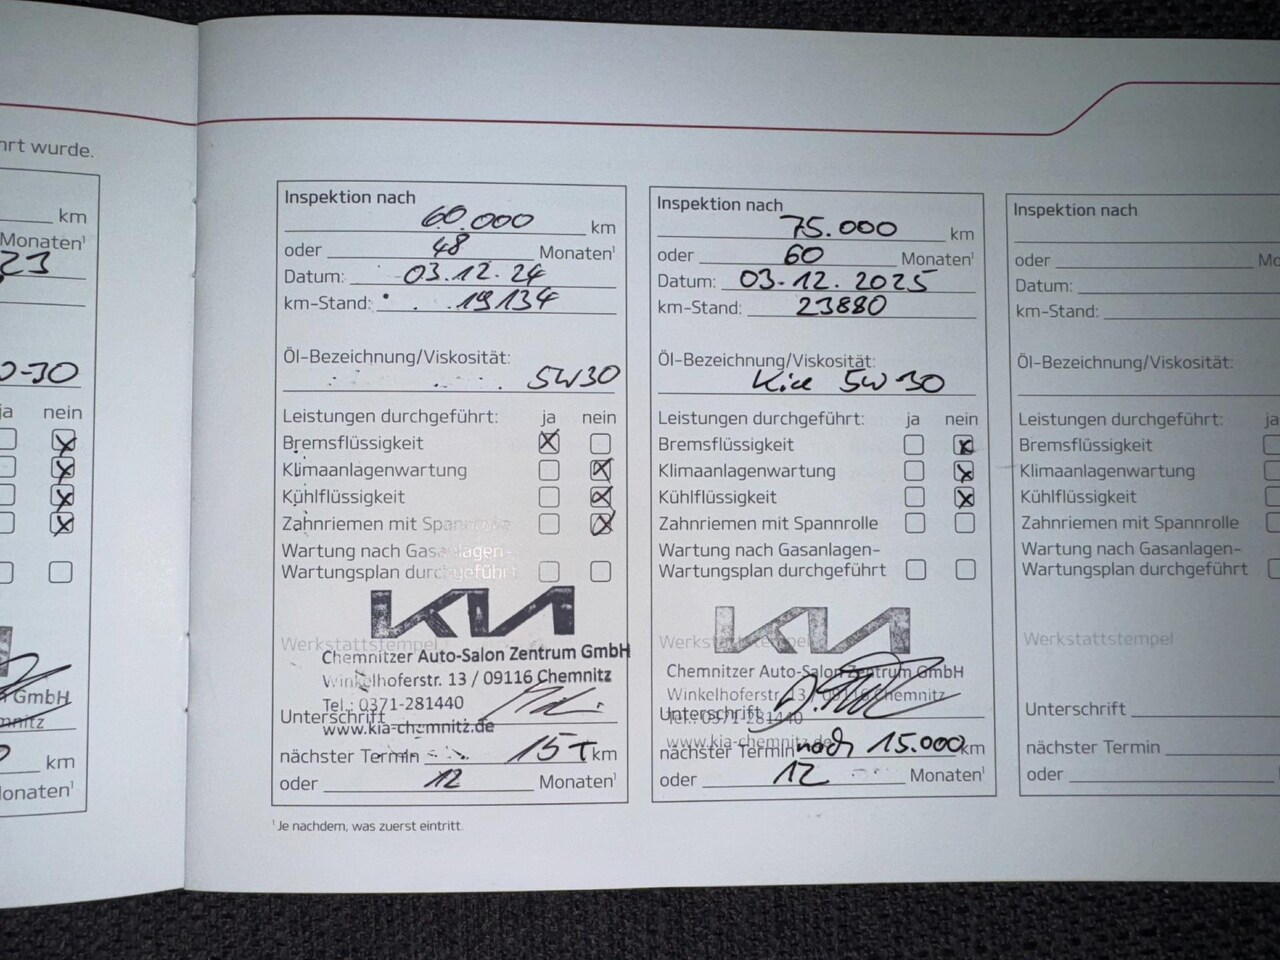 hrt wurde.
km
Monaten¹
23
0-30
ja nein
GmbH
mnitz
km
Monaten¹
Inspektion nach
60.000 km
oder 48 Monaten¹
Datum: 03.12.24
km-Stand: 19134
Öl-Bezeichnung/Viskosität:
5W30
Leistungen durchgeführt: ja nein
Bremsflüssigkeit
Klimaanlagenwartung
Kühlflüssigkeit
Zahnriemen mit Spannrolle
Wartung nach Gasanlagen-
Wartungsplan durchgeführt
KIA
Werkstattstempel
Chemnitzer Auto-Salon Zentrum GmbH
Winkelhoferstr. 13 / 09116 Chemnitz
Tel.: 0371-281440
Unterschrift
www.kia-chemnitz.de
nächster Termin 15T km
oder 12 Monaten¹
¹ Je nachdem, was zuerst eintritt.
Inspektion nach
75.000 km
oder 60 Monaten¹
Datum: 03.12.2025
km-Stand: 23880
Öl-Bezeichnung/Viskosität:
5W30
Leistungen durchgeführt: ja nein
Bremsflüssigkeit
Klimaanlagenwartung
Kühlflüssigkeit
Zahnriemen mit Spannrolle
Wartung nach Gasanlagen-
Wartungsplan durchgeführt
KIA
Werkstattstempel
Chemnitzer Auto-Salon Zentrum GmbH
Winkelhoferstr. 13 / 09116 Chemnitz
Unterschrift
Tel.: 0371-281440
www.kia-chemnitz.de
nächster Termin nach 15.000 km
oder 12 Monaten¹
Inspektion nach
oder Mo
Datum:
km-Stand:
Öl-Bezeichnung/Viskosität:
Leistungen durchgeführt: ja
Bremsflüssigkeit
Klimaanlagenwartung
Kühlflüssigkeit
Zahnriemen mit Spannrolle
Wartung nach Gasanlagen-
Wartungsplan durchgeführt
Werkstattstempel
Unterschrift
nächster Termin
oder